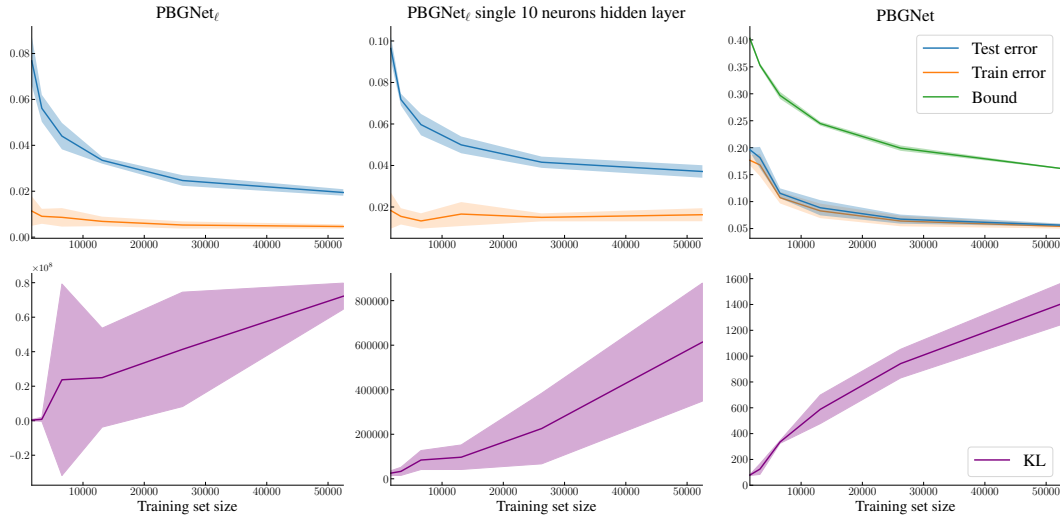 PBGNetℓ
PBGNetℓ single 10 neurons hidden layer
PBGNet
0.08
0.06
0.04
0.02
0.00
10000 20000 30000 40000 50000
0.10
0.08
0.06
0.04
0.02
0.00
10000 20000 30000 40000 50000
0.40
0.35
0.30
0.25
0.20
0.15
0.10
0.05
10000 20000 30000 40000 50000
Test error
Train error
Bound
×10⁸
0.8
0.6
0.4
0.2
0.0
−0.2
10000 20000 30000 40000 50000
Training set size
800000
600000
400000
200000
0
10000 20000 30000 40000 50000
Training set size
1600
1400
1200
1000
800
600
400
200
0
10000 20000 30000 40000 50000
Training set size
KL